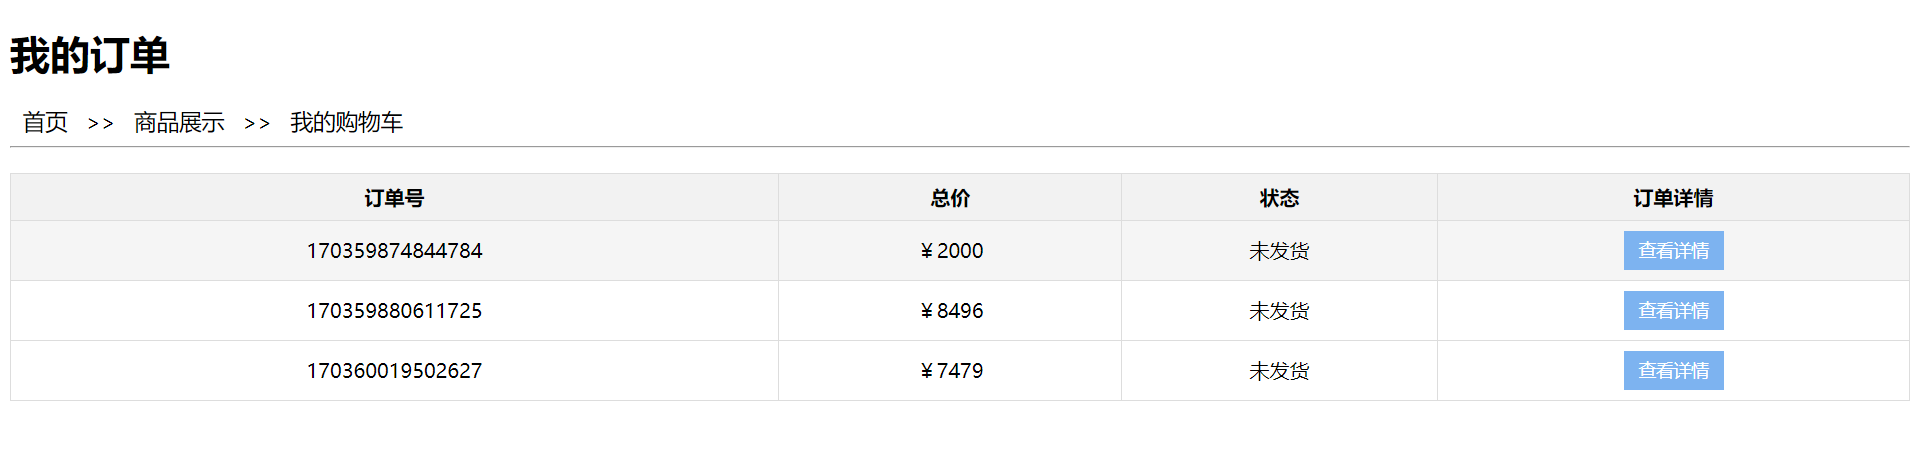 我的订单
首页 >> 商品展示 >> 我的购物车
订单号 总价 状态 订单详情
170359874844784 ¥2000 未发货 查看详情
170359880611725 ¥8496 未发货 查看详情
170360019502627 ¥7479 未发货 查看详情